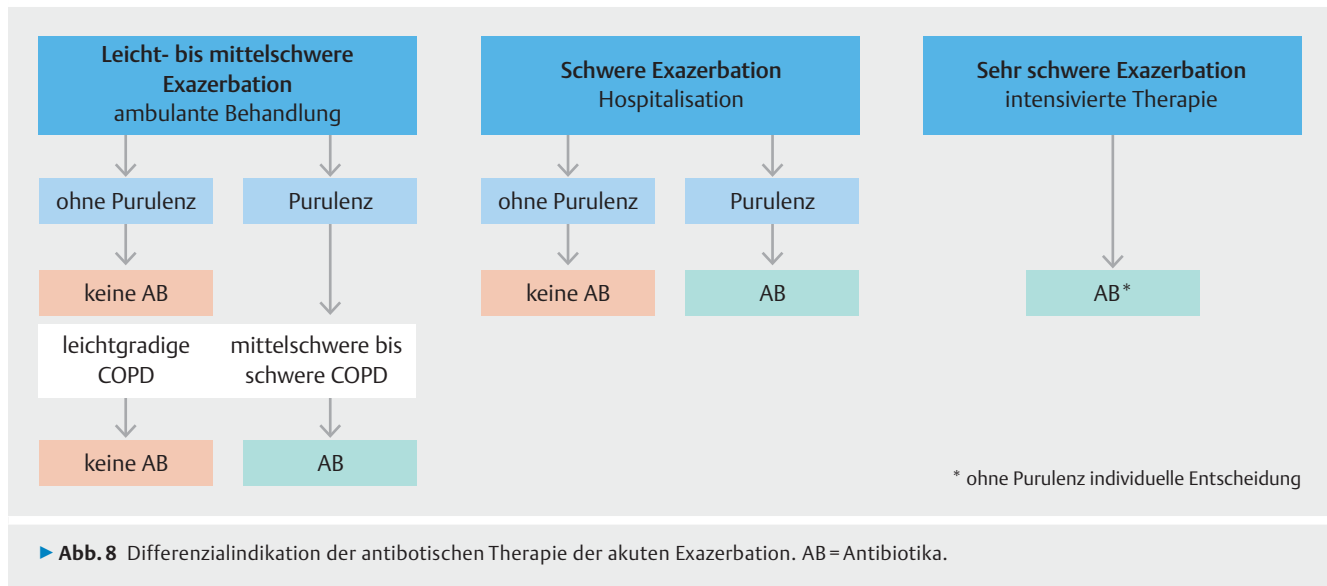 Leicht- bis mittelschwere
Exazerbation
ambulante Behandlung
ohne Purulenz
Purulenz
keine AB
leichtgradige
COPD
mittelschwere bis
schwere COPD
keine AB
AB
Schwere Exazerbation
Hospitalisation
ohne Purulenz
Purulenz
keine AB
AB
Sehr schwere Exazerbation
intensivierte Therapie
AB*
* ohne Purulenz individuelle Entscheidung
▶ Abb. 8 Differenzialindikation der antibotischen Therapie der akuten Exazerbation. AB = Antibiotika.